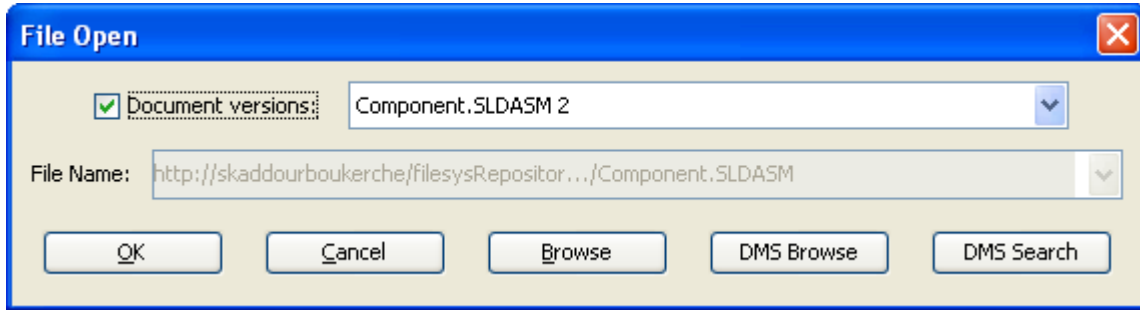 File Open
Document versions: Component.SLDASM 2
File Name: http://skaddourboukerche/filesysRepositor.../Component.SLDASM
OK Cancel Browse DMS Browse DMS Search